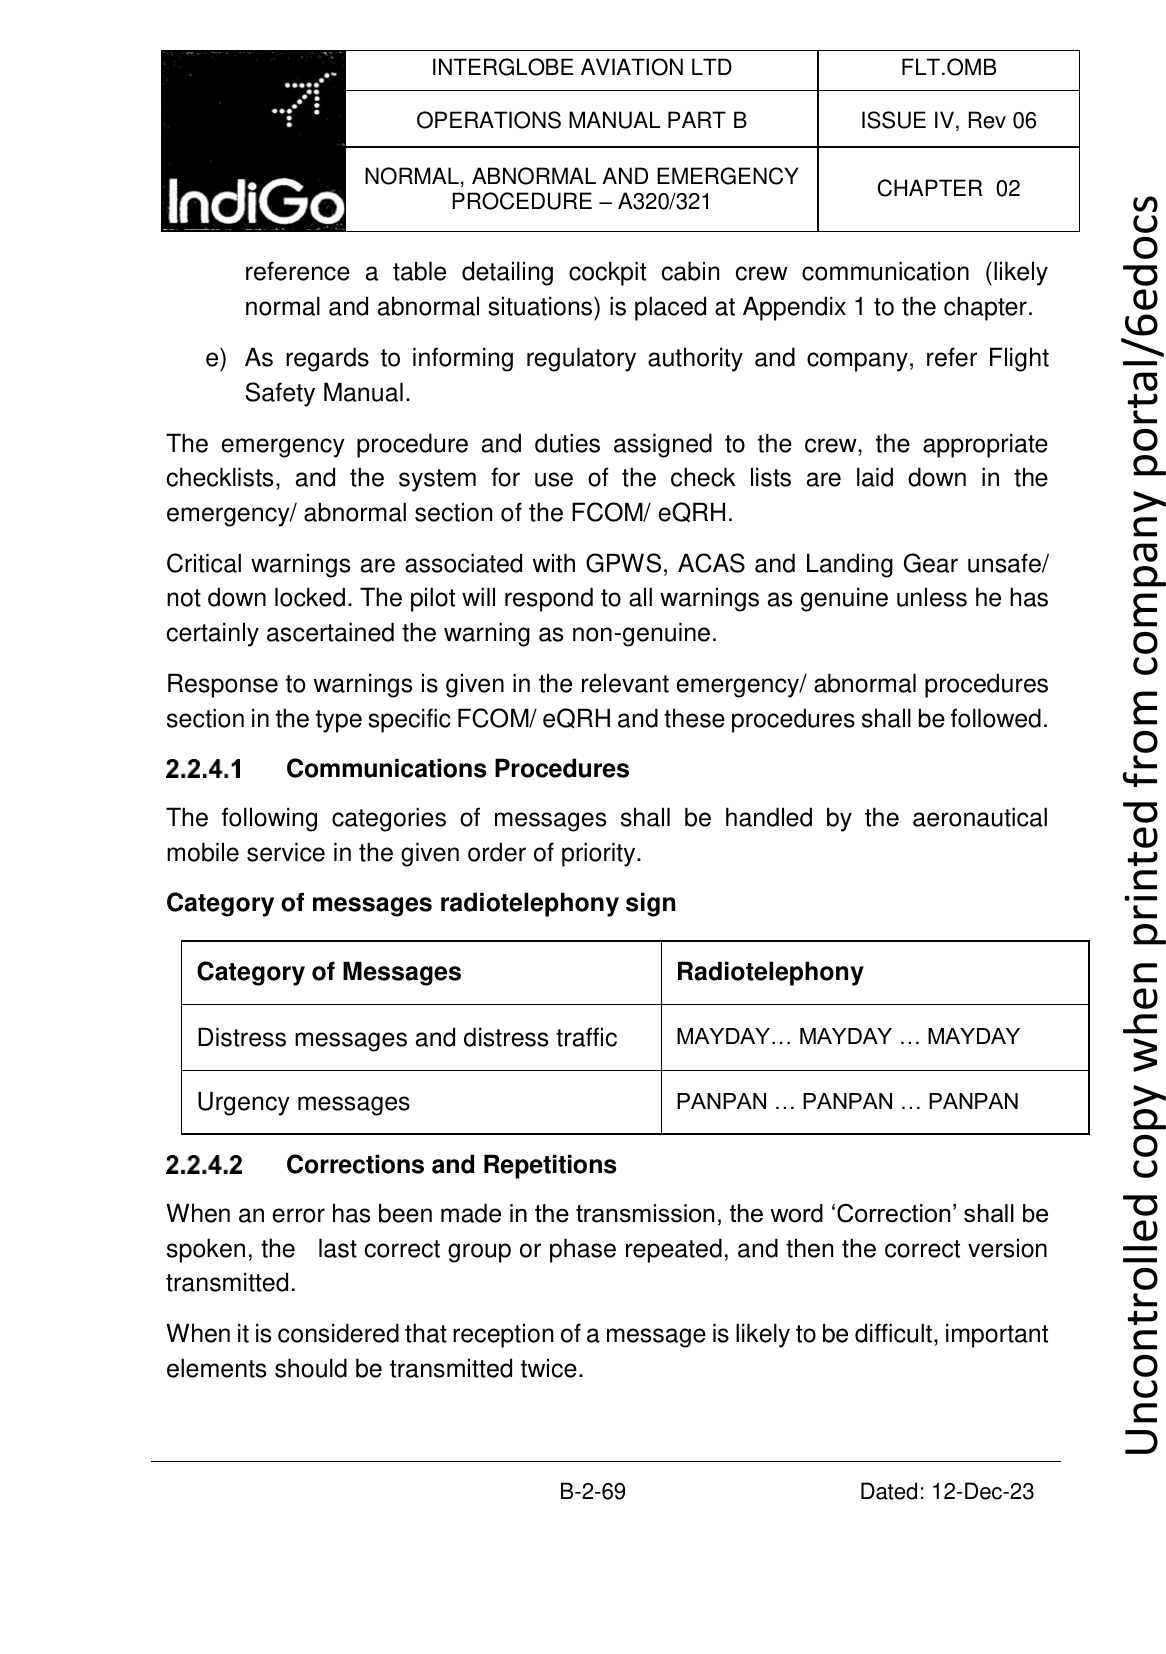 IndiGo
INTERGLOBE AVIATION LTD
FLT.OMB
OPERATIONS MANUAL PART B
ISSUE IV, Rev 06
NORMAL, ABNORMAL AND EMERGENCY
PROCEDURE – A320/321
CHAPTER 02
reference a table detailing cockpit cabin crew communication (likely
normal and abnormal situations) is placed at Appendix 1 to the chapter.
e) As regards to informing regulatory authority and company, refer Flight
Safety Manual.
The emergency procedure and duties assigned to the crew, the appropriate
checklists, and the system for use of the check lists are laid down in the
emergency/ abnormal section of the FCOM/ eQRH.
Critical warnings are associated with GPWS, ACAS and Landing Gear unsafe/
not down locked. The pilot will respond to all warnings as genuine unless he has
certainly ascertained the warning as non-genuine.
Response to warnings is given in the relevant emergency/ abnormal procedures
section in the type specific FCOM/ eQRH and these procedures shall be followed.
2.2.4.1 Communications Procedures
The following categories of messages shall be handled by the aeronautical
mobile service in the given order of priority.
Category of messages radiotelephony sign
Category of Messages
Radiotelephony
Distress messages and distress traffic
MAYDAY… MAYDAY … MAYDAY
Urgency messages
PANPAN … PANPAN … PANPAN
2.2.4.2 Corrections and Repetitions
When an error has been made in the transmission, the word ‘Correction’ shall be
spoken, the last correct group or phase repeated, and then the correct version
transmitted.
When it is considered that reception of a message is likely to be difficult, important
elements should be transmitted twice.
B-2-69
Dated: 12-Dec-23
Uncontrolled copy when printed from company portal/6edocs